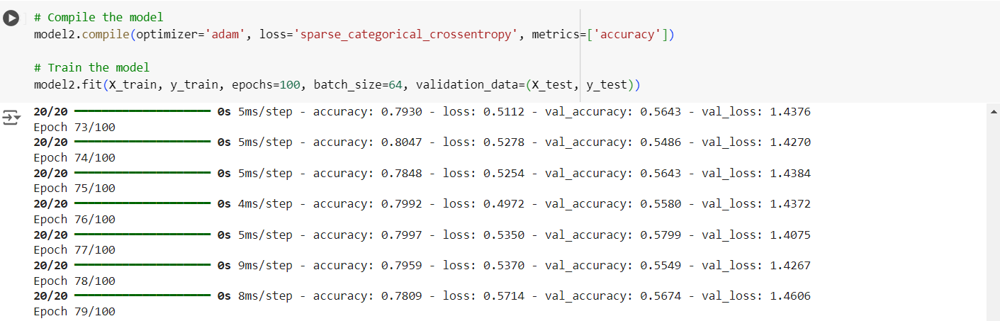 # Compile the model
model2.compile(optimizer='adam', loss='sparse_categorical_crossentropy', metrics=['accuracy'])
# Train the model
model2.fit(X_train, y_train, epochs=100, batch_size=64, validation_data=(X_test, y_test))
20/20 ━━━━━━━━━━━━━━━━━━━━ 0s 5ms/step - accuracy: 0.7930 - loss: 0.5112 - val_accuracy: 0.5643 - val_loss: 1.4376
Epoch 73/100
20/20 ━━━━━━━━━━━━━━━━━━━━ 0s 5ms/step - accuracy: 0.8047 - loss: 0.5278 - val_accuracy: 0.5486 - val_loss: 1.4270
Epoch 74/100
20/20 ━━━━━━━━━━━━━━━━━━━━ 0s 5ms/step - accuracy: 0.7848 - loss: 0.5254 - val_accuracy: 0.5643 - val_loss: 1.4384
Epoch 75/100
20/20 ━━━━━━━━━━━━━━━━━━━━ 0s 4ms/step - accuracy: 0.7992 - loss: 0.4972 - val_accuracy: 0.5580 - val_loss: 1.4372
Epoch 76/100
20/20 ━━━━━━━━━━━━━━━━━━━━ 0s 5ms/step - accuracy: 0.7997 - loss: 0.5350 - val_accuracy: 0.5799 - val_loss: 1.4075
Epoch 77/100
20/20 ━━━━━━━━━━━━━━━━━━━━ 0s 9ms/step - accuracy: 0.7959 - loss: 0.5370 - val_accuracy: 0.5549 - val_loss: 1.4267
Epoch 78/100
20/20 ━━━━━━━━━━━━━━━━━━━━ 0s 8ms/step - accuracy: 0.7809 - loss: 0.5714 - val_accuracy: 0.5674 - val_loss: 1.4606
Epoch 79/100